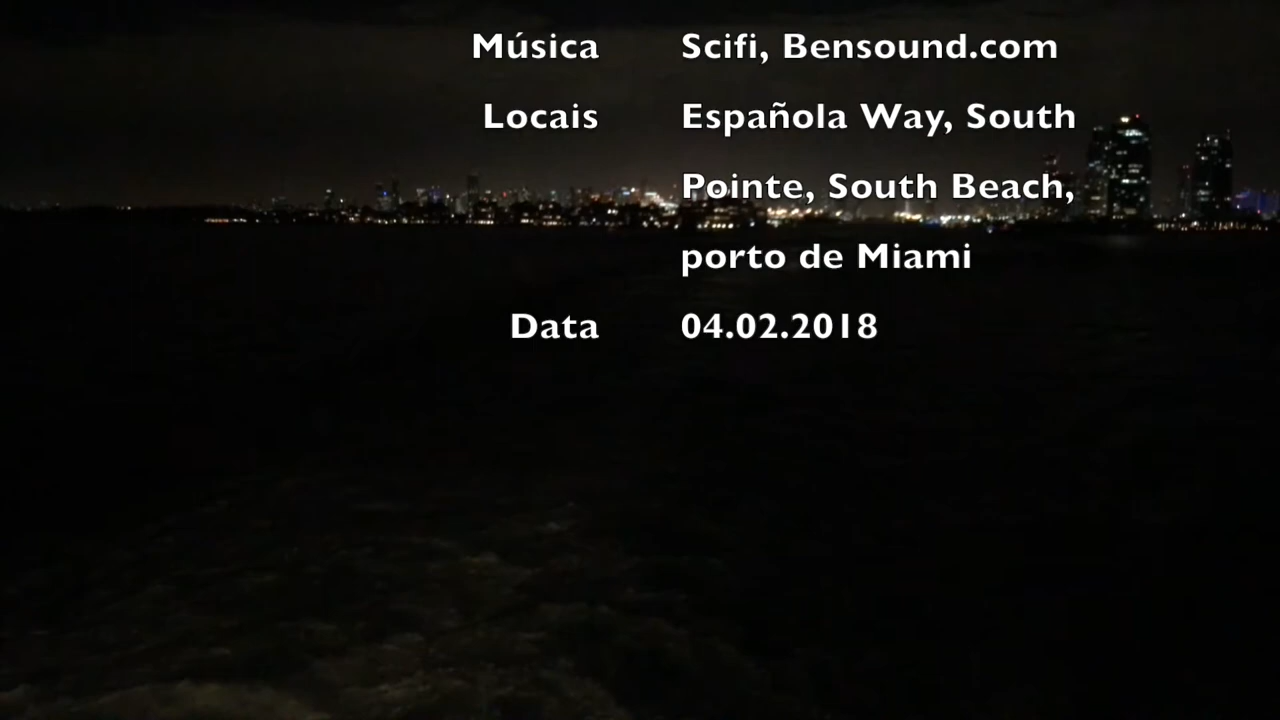 Música Scifi, Bensound.com
Locais Española Way, South
Pointe, South Beach,
porto de Miami
Data 04.02.2018